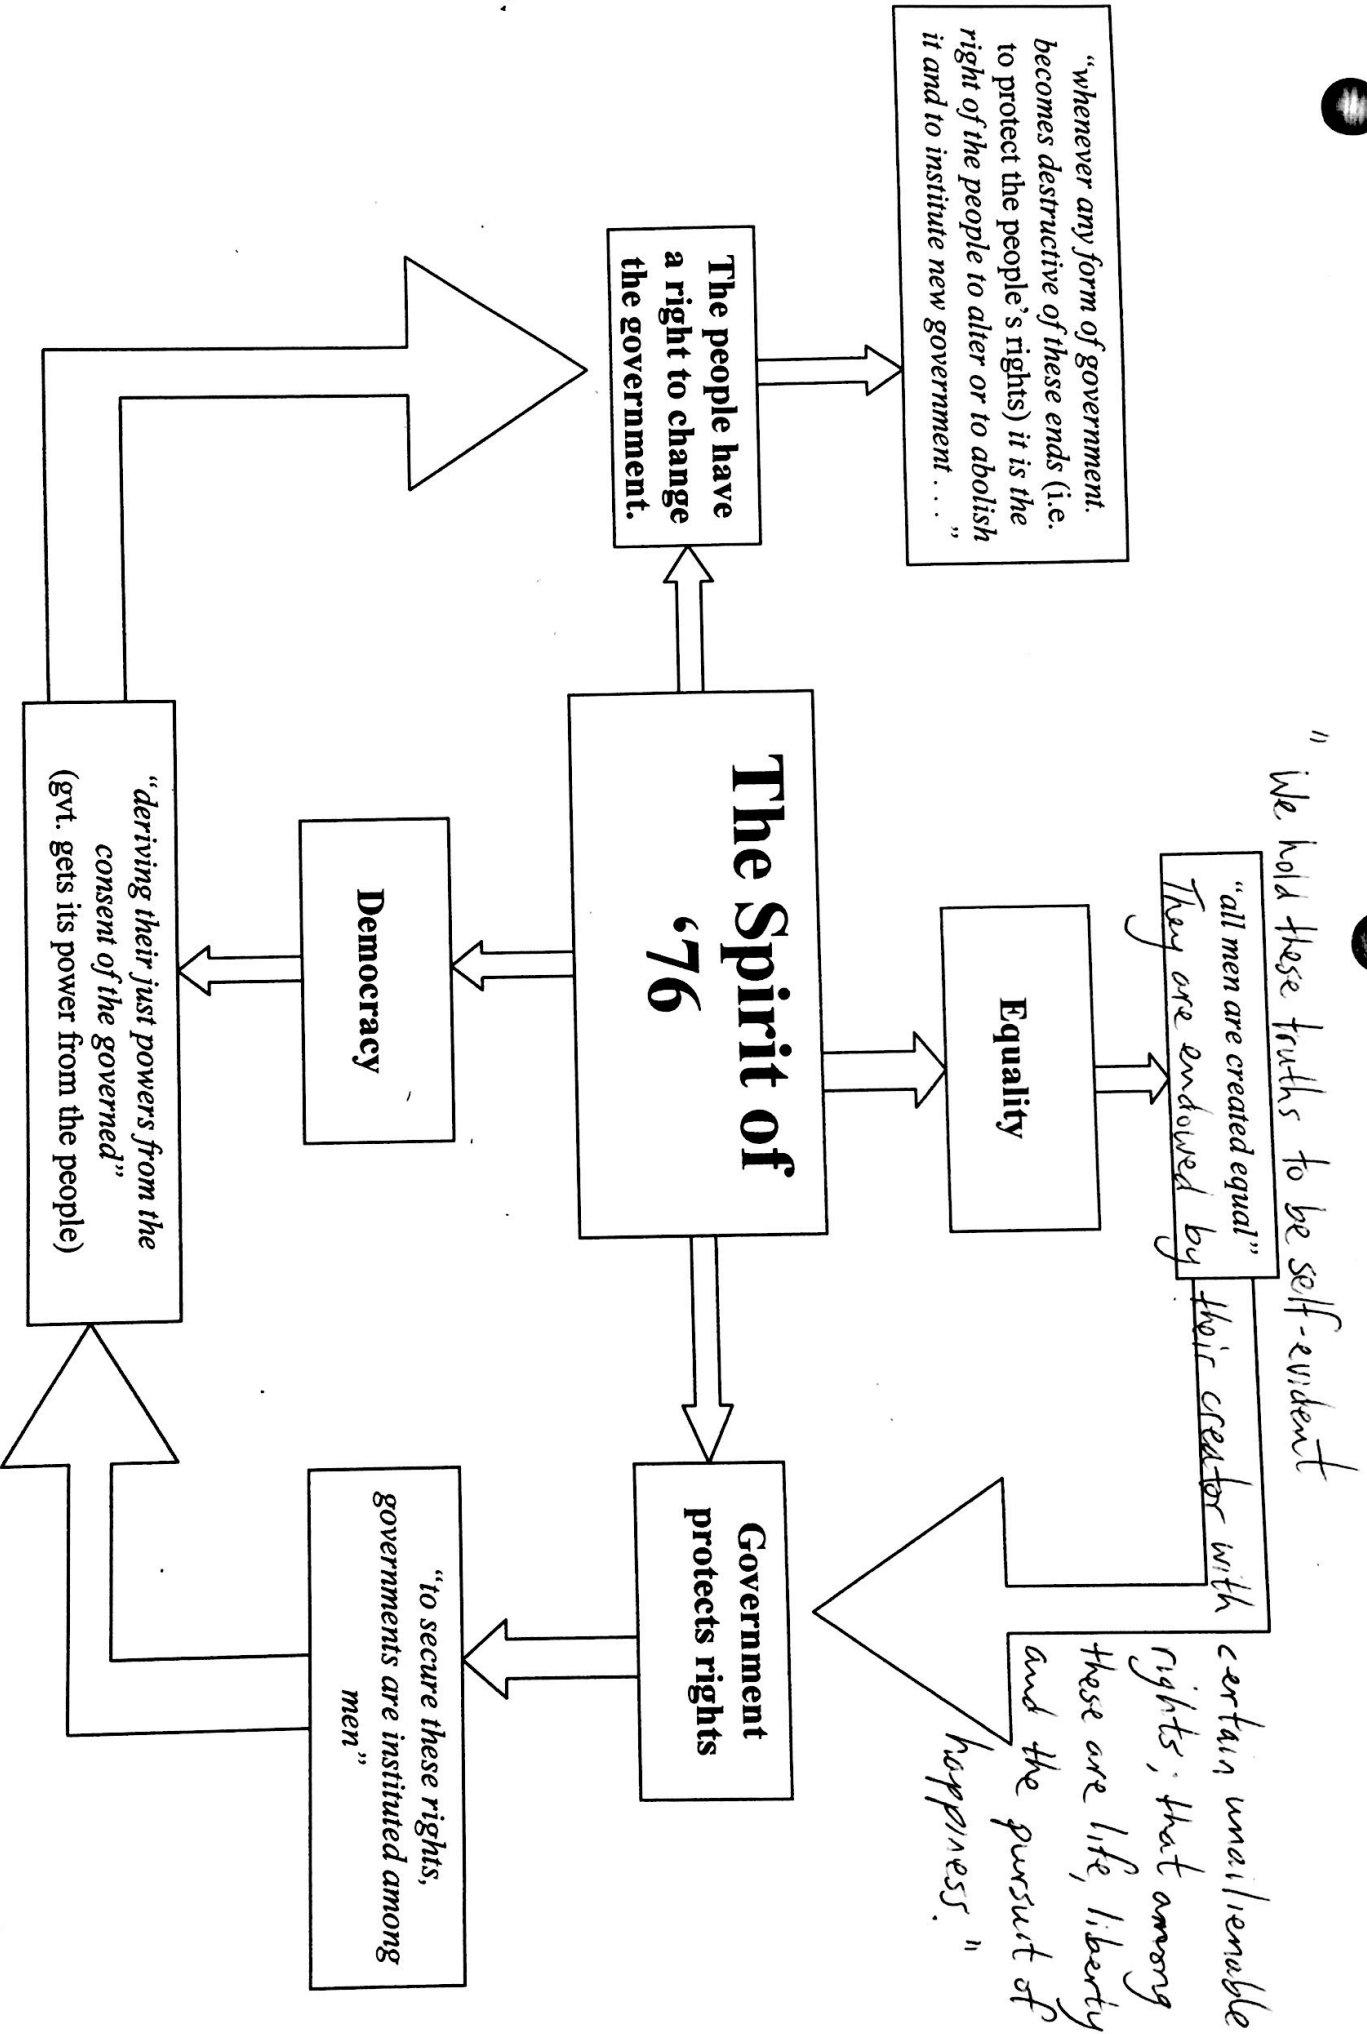 " We hold these truths to be self-evident
"all men are created equal"
They are endowed by their creator with
certain unailienable
rights; that among
these are life, liberty
and the pursuit of
happiness."
"whenever any form of government
becomes destructive of these ends (i.e.
to protect the people's rights) it is the
right of the people to alter or to abolish
it and to institute new government . . . "
Equality
The people have
a right to change
the government.
The Spirit of
‘76
Government
protects rights
Democracy
"to secure these rights,
governments are instituted among
men"
"deriving their just powers from the
consent of the governed"
(gvt. gets its power from the people)